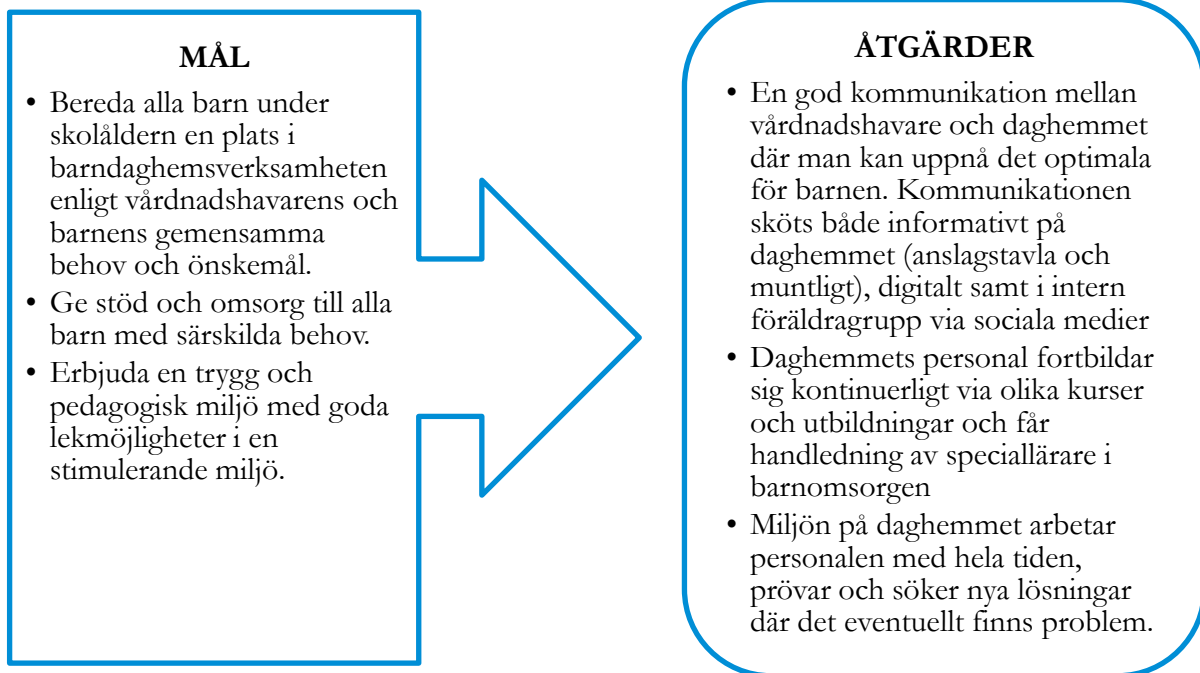 MÅL
• Bereda alla barn under
skolåldern en plats i
barndaghemsverksamheten
enligt vårdnadshavarens och
barnens gemensamma
behov och önskemål.
• Ge stöd och omsorg till alla
barn med särskilda behov.
• Erbjuda en trygg och
pedagogisk miljö med goda
lekmöjligheter i en
stimulerande miljö.
ÅTGÄRDER
• En god kommunikation mellan
vårdnadshavare och daghemmet
där man kan uppnå det optimala
för barnen. Kommunikationen
sköts både informativt på
daghemmet (anslagstavla och
muntligt), digitalt samt i intern
föräldragrupp via sociala medier
• Daghemmets personal fortbildar
sig kontinuerligt via olika kurser
och utbildningar och får
handledning av speciallärare i
barnomsorgen
• Miljön på daghemmet arbetar
personalen med hela tiden,
prövar och söker nya lösningar
där det eventuellt finns problem.